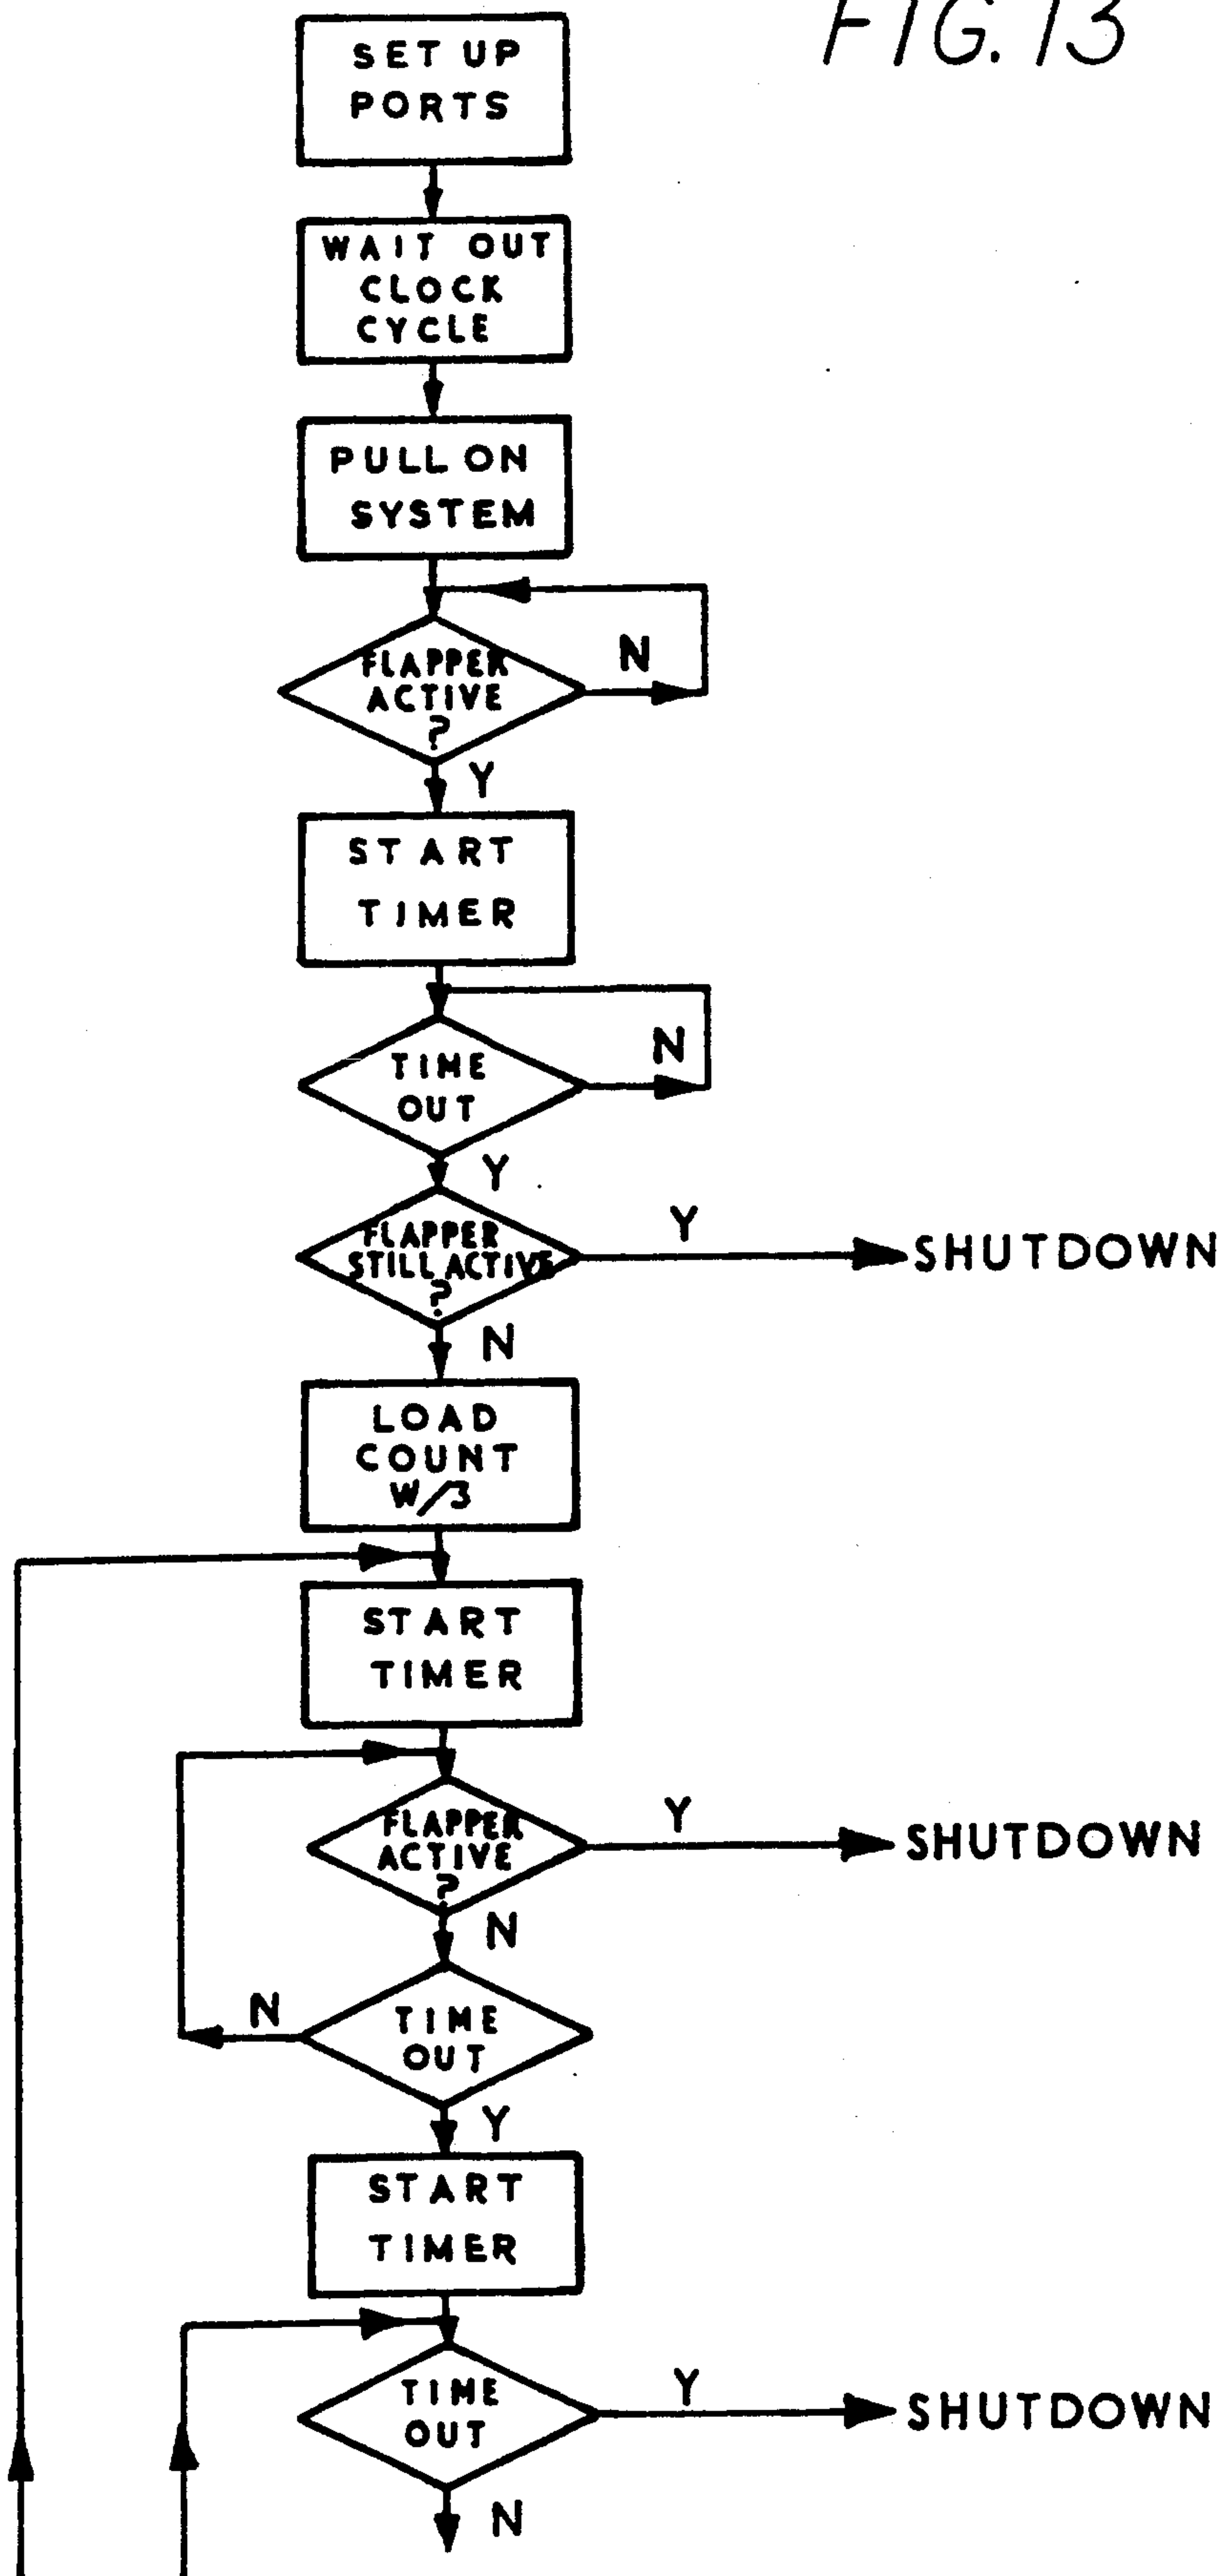 FIG. 13
SET UP
PORTS
WAIT OUT
CLOCK
CYCLE
PULL ON
SYSTEM
FLAPPER
ACTIVE
?
N
Y
START
TIMER
TIME
OUT
N
Y
FLAPPER
STILL ACTIVE
?
Y
SHUTDOWN
N
LOAD
COUNT
W/3
START
TIMER
FLAPPER
ACTIVE
?
Y
SHUTDOWN
N
TIME
OUT
N
Y
START
TIMER
TIME
OUT
Y
SHUTDOWN
N